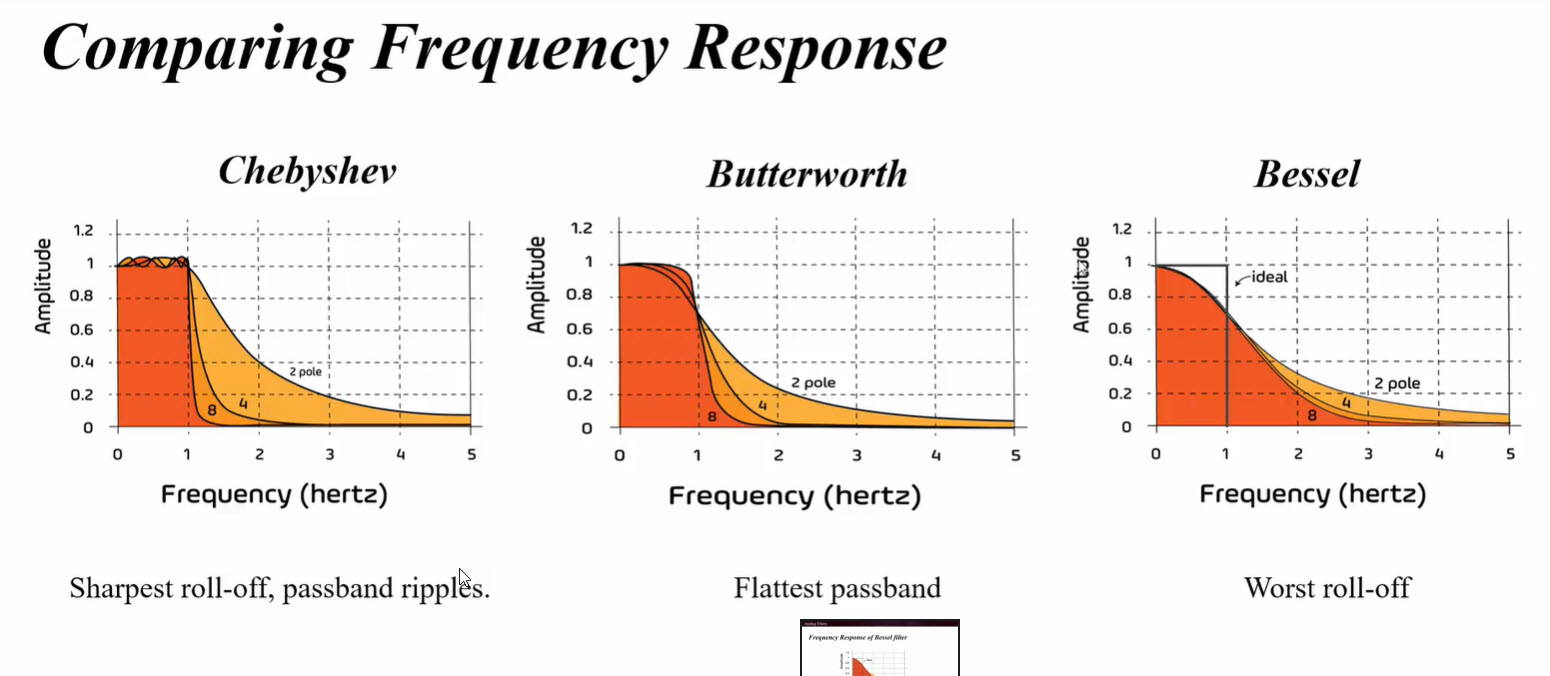 Comparing Frequency Response
Chebyshev
Butterworth
Bessel
Amplitude
1.2
1
0.8
0.6
0.4
0.2
0
2 pole
4
8
0 1 2 3 4 5
Frequency (hertz)
Amplitude
1.2
1
0.8
0.6
0.4
0.2
0
2 pole
4
8
0 1 2 3 4 5
Frequency (hertz)
Amplitude
1.2
1
0.8
0.6
0.4
0.2
0
ideal
2 pole
4
8
0 1 2 3 4 5
Frequency (hertz)
Sharpest roll-off, passband ripples.
Flattest passband
Worst roll-off
Analog Filters
Frequency Response of Bessel filter